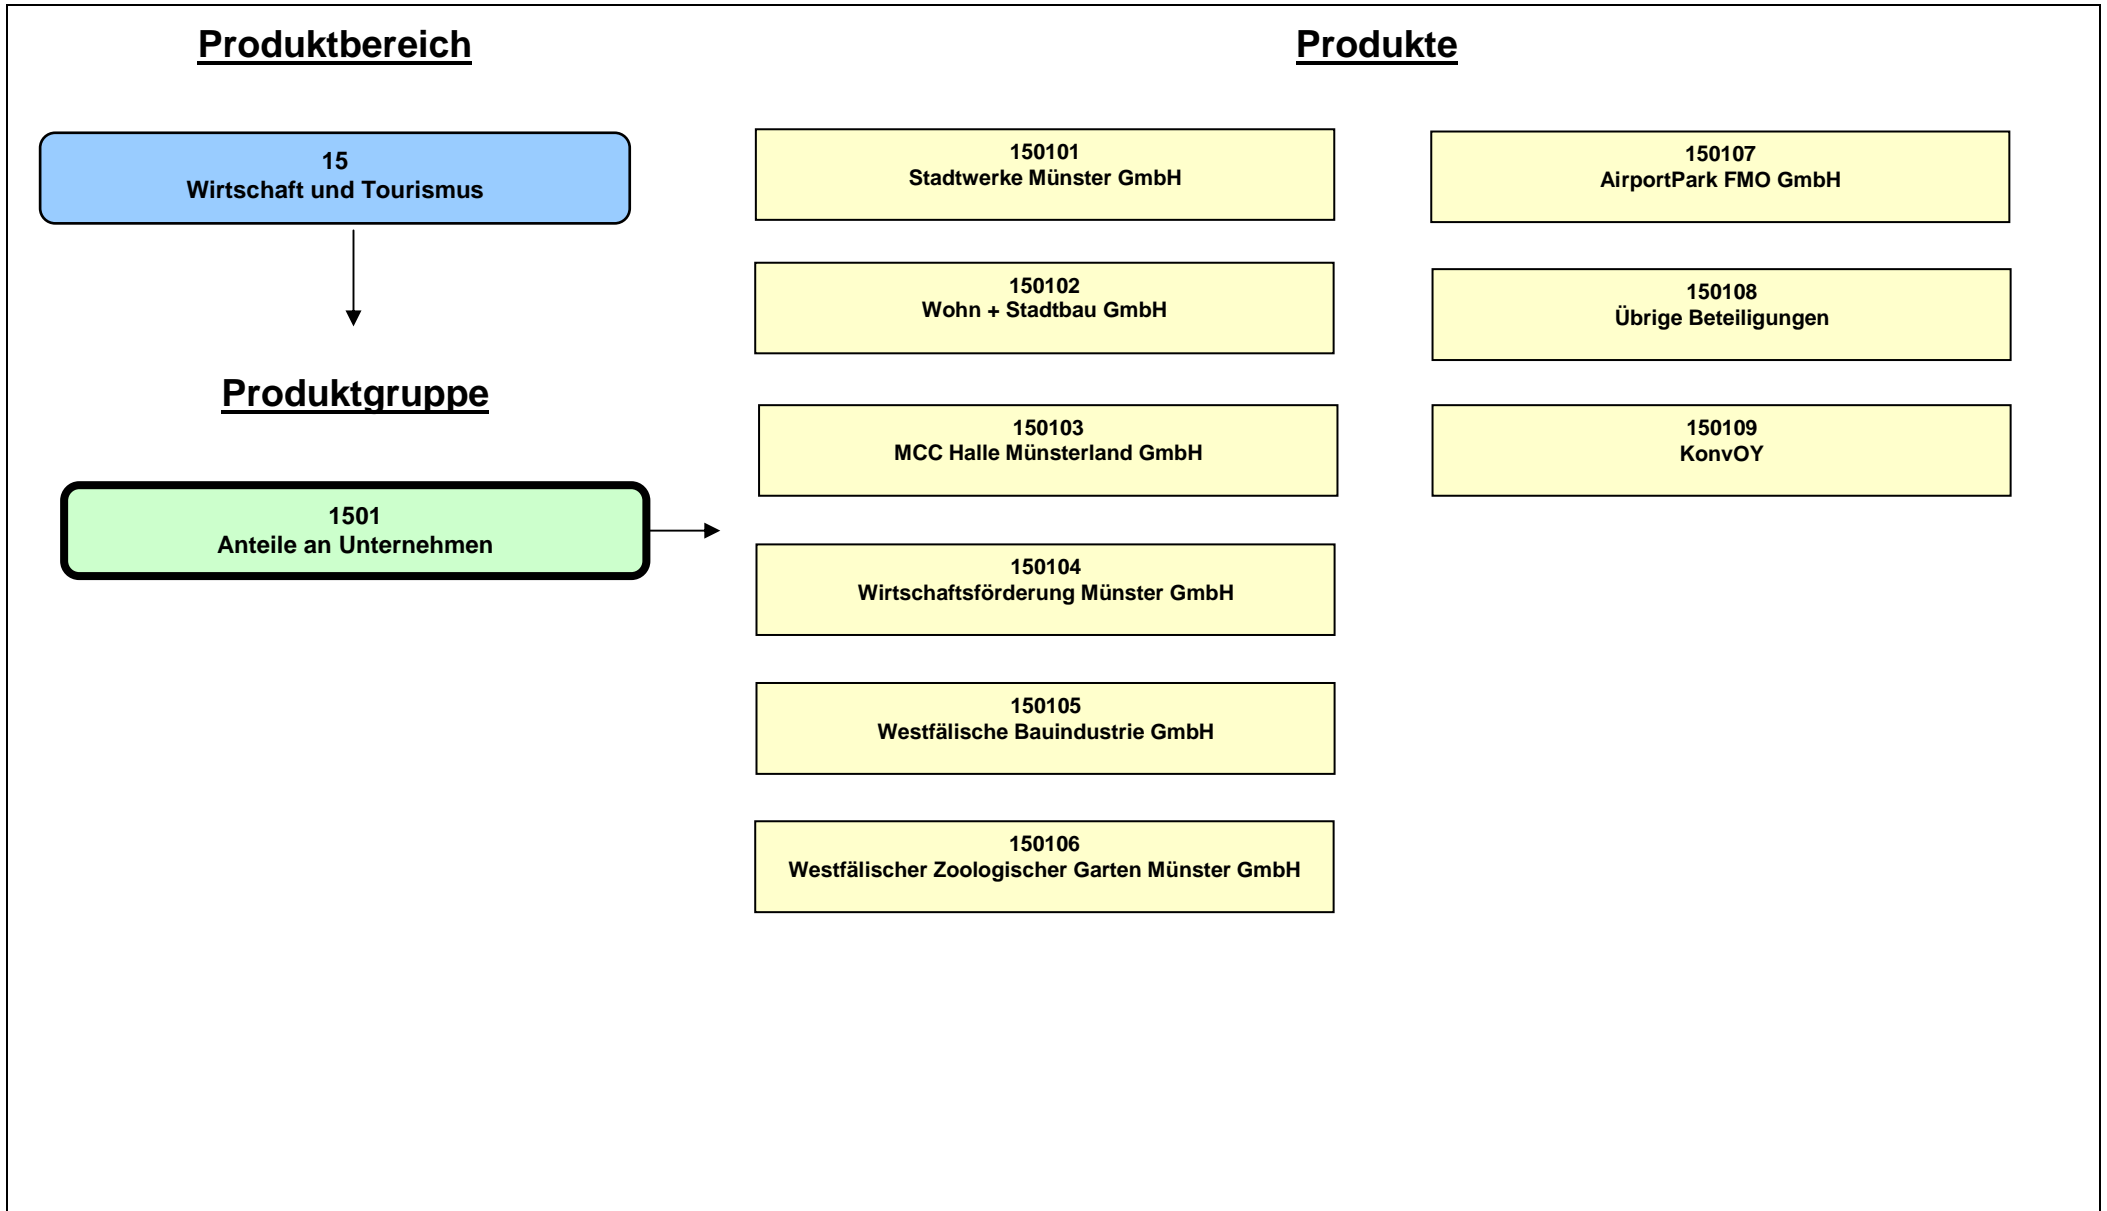 Produktbereich
15
Wirtschaft und Tourismus
Produktgruppe
1501
Anteile an Unternehmen
Produkte
150101
Stadtwerke Münster GmbH
150102
Wohn + Stadtbau GmbH
150103
MCC Halle Münsterland GmbH
150104
Wirtschaftsförderung Münster GmbH
150105
Westfälische Bauindustrie GmbH
150106
Westfälischer Zoologischer Garten Münster GmbH
150107
AirportPark FMO GmbH
150108
Übrige Beteiligungen
150109
KonvOY